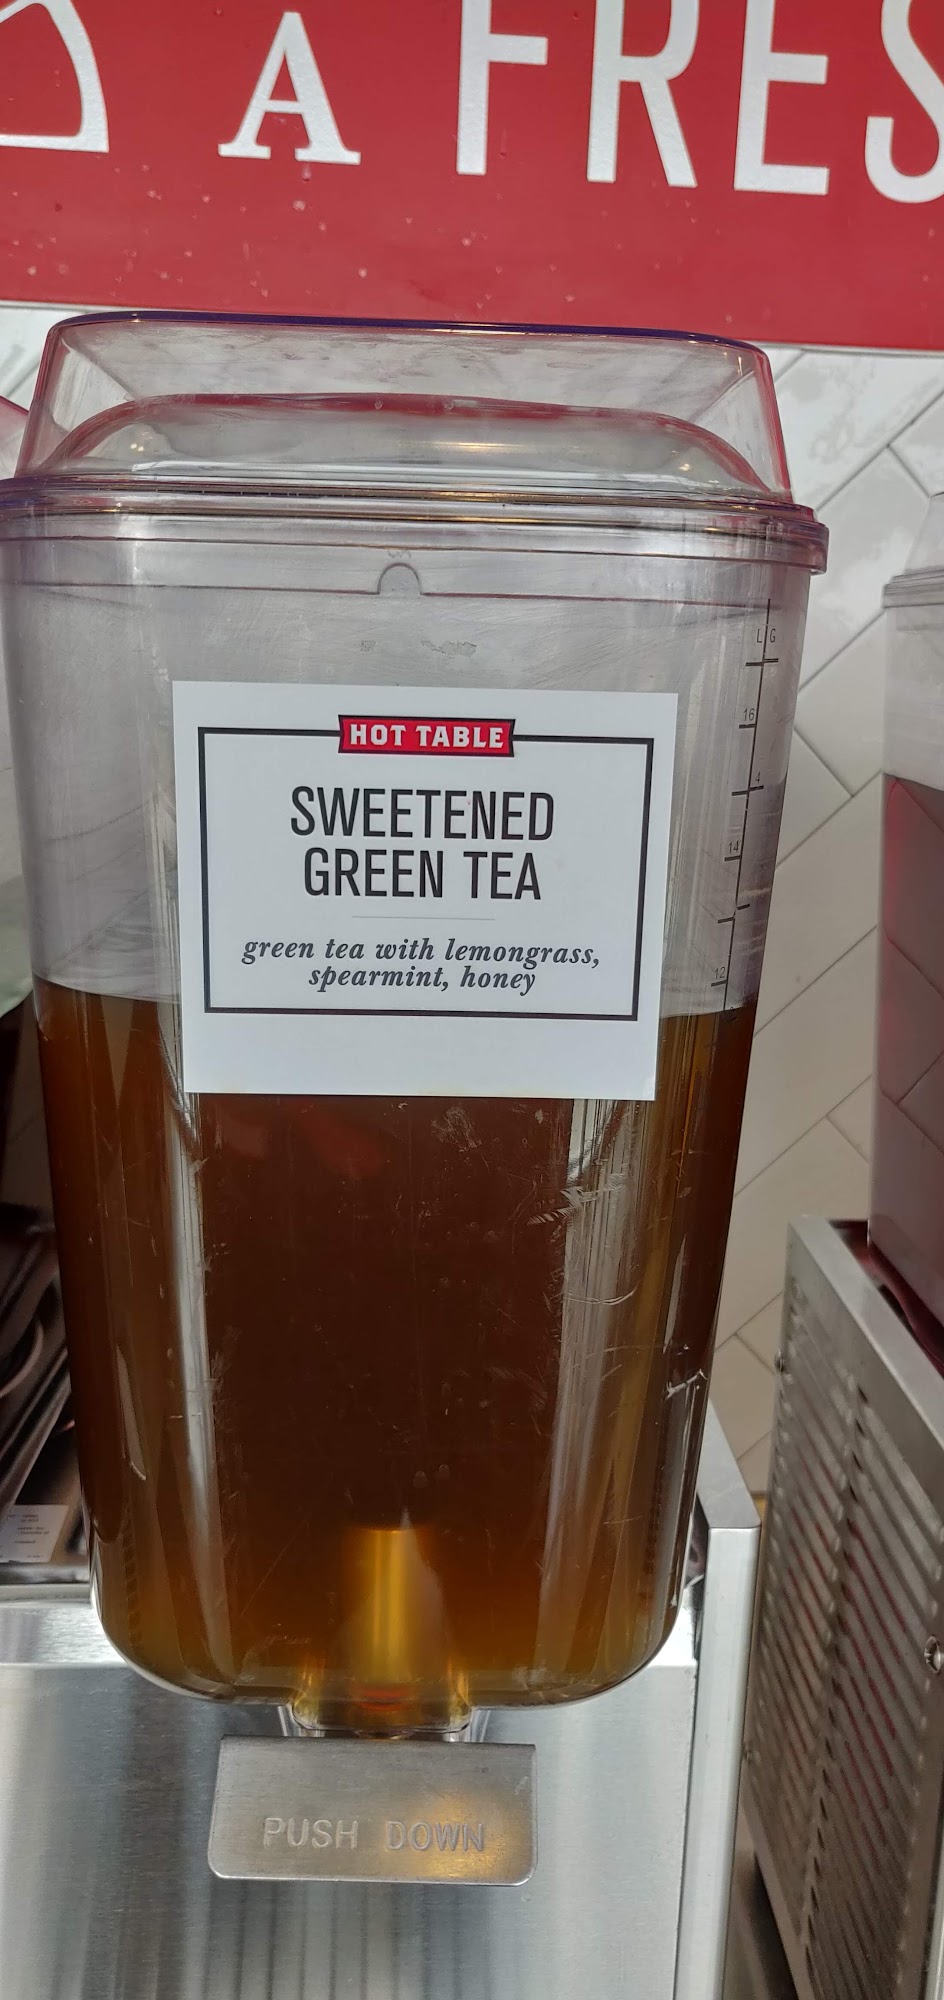 A FRES
L G
16
4
14
12
HOT TABLE
SWEETENED
GREEN TEA
green tea with lemongrass,
spearmint, honey
PUSH DOWN